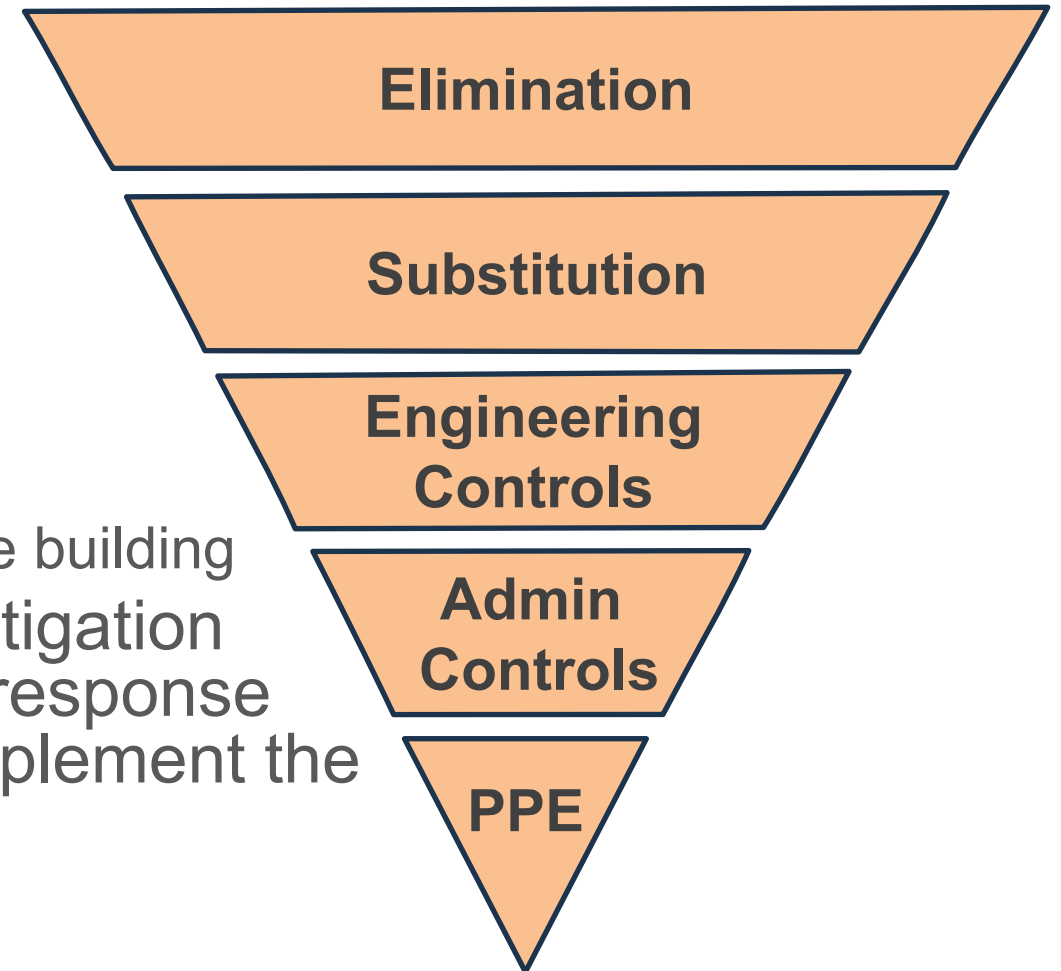 Elimination
Substitution
Engineering
Controls
Admin
Controls
PPE
e building
tigation
response
plement the